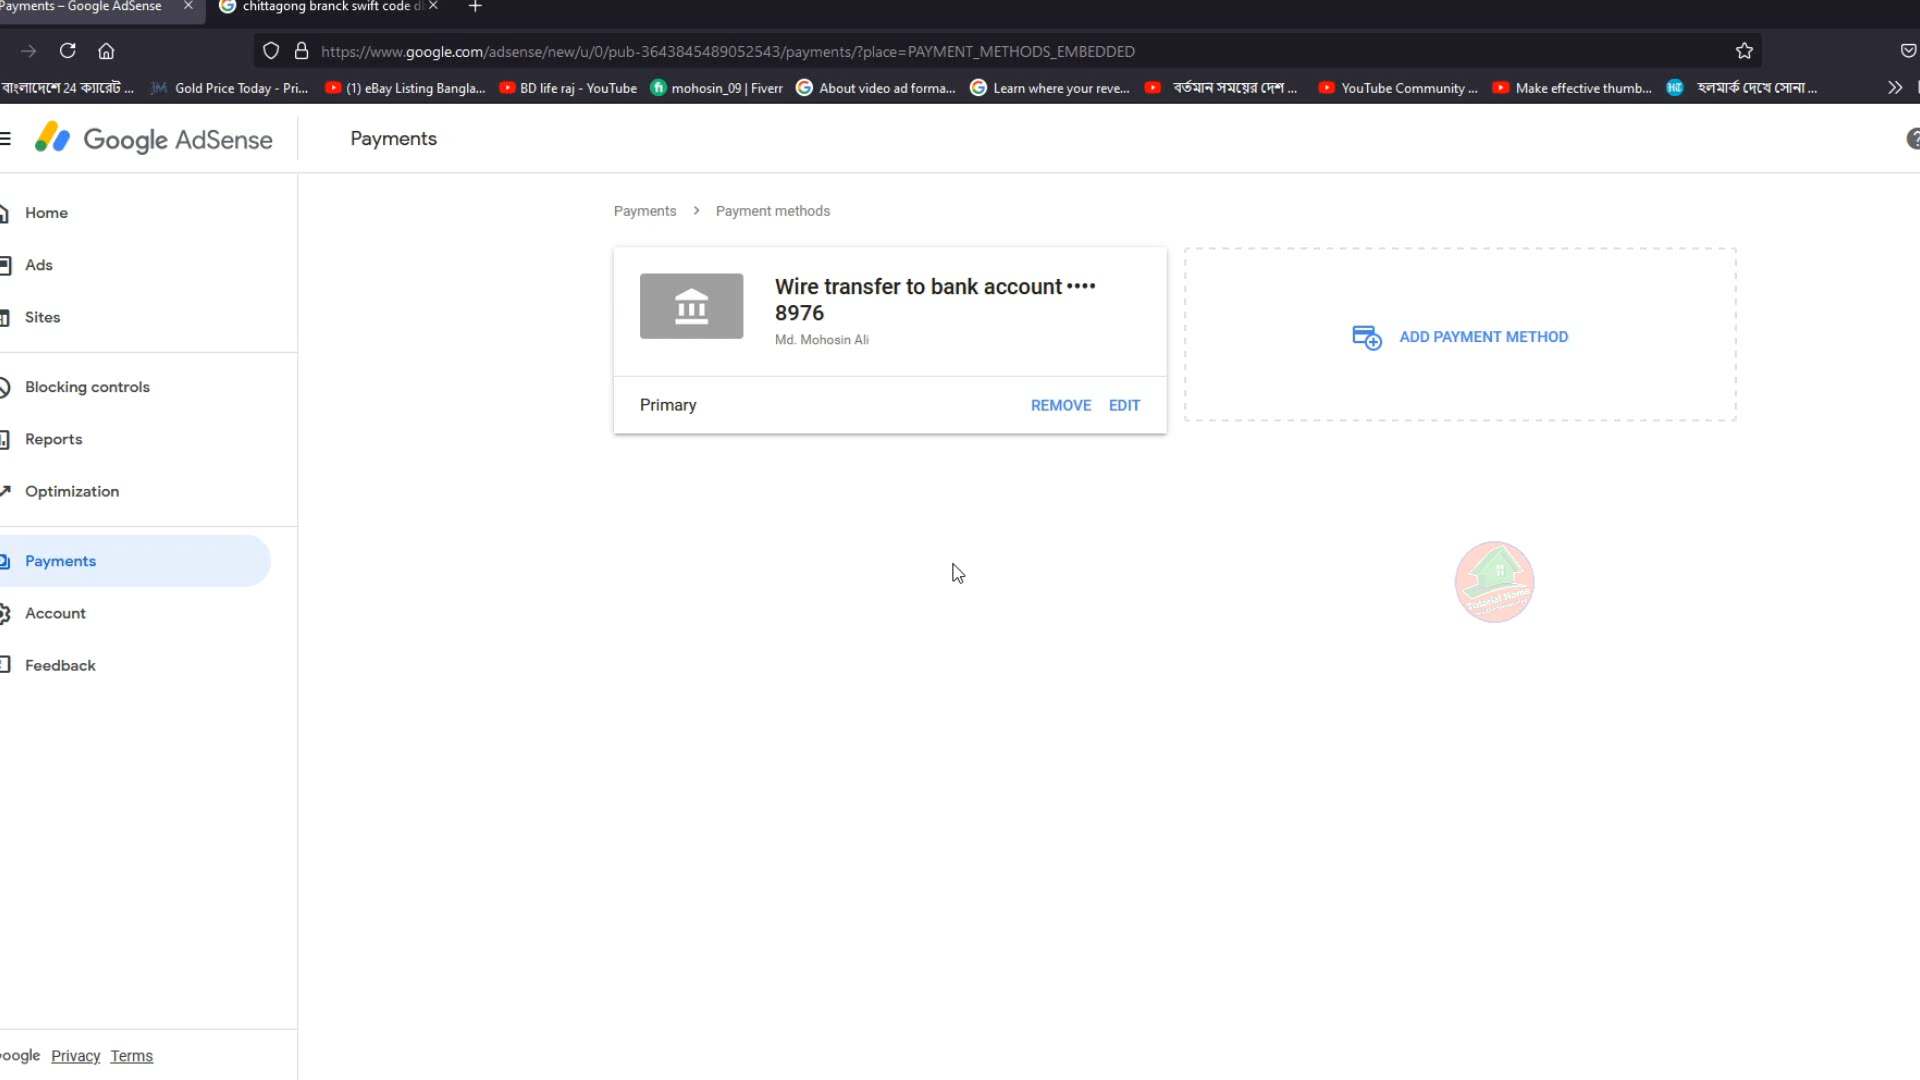 Payments – Google AdSense
chittagong branck swift code d
https://www.google.com/adsense/new/u/0/pub-3643845489052543/payments/?place=PAYMENT_METHODS_EMBEDDED
বাংলাদেশে 24 ক্যারেট ...
Gold Price Today - Pri...
(1) eBay Listing Bangla...
BD life raj - YouTube
mohosin_09 | Fiverr
About video ad forma...
Learn where your reve...
বর্তমান সময়ের দেশ ...
YouTube Community ...
Make effective thumb...
হলমার্ক দেখে সোনা ...
Google AdSense
Payments
Home
Ads
Sites
Blocking controls
Reports
Optimization
Payments
Account
Feedback
Payments > Payment methods
Wire transfer to bank account ••••
8976
Md. Mohosin Ali
Primary
REMOVE EDIT
ADD PAYMENT METHOD
Tutorial Home
oogle Privacy Terms